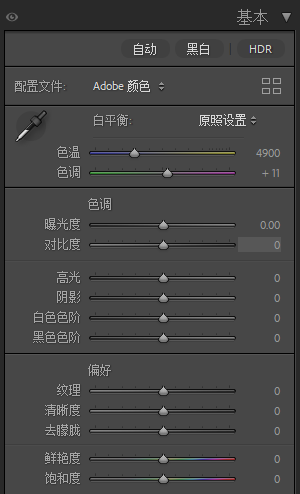 基本
自动 黑白 HDR
配置文件: Adobe 颜色
白平衡: 原照设置
色温 4900
色调 + 11
色调
曝光度 0.00
对比度 0
高光 0
阴影 0
白色色阶 0
黑色色阶 0
偏好
纹理 0
清晰度 0
去朦胧 0
鲜艳度 0
饱和度 0